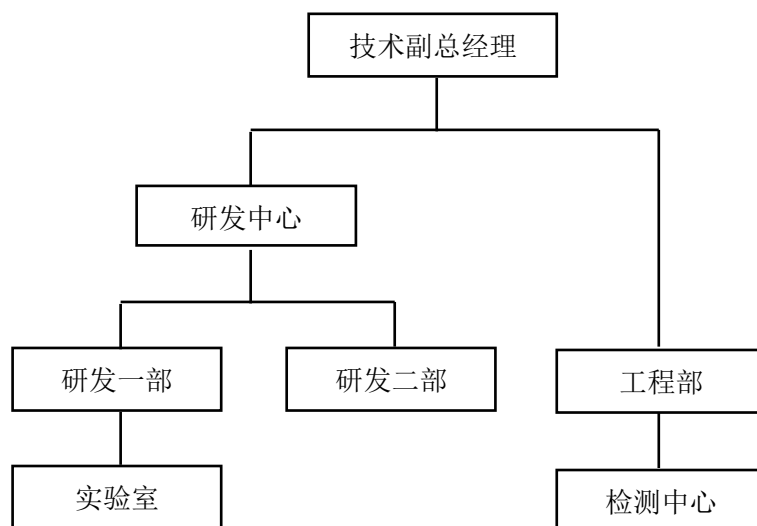 技术副总经理
研发中心
研发一部
研发二部
工程部
实验室
检测中心